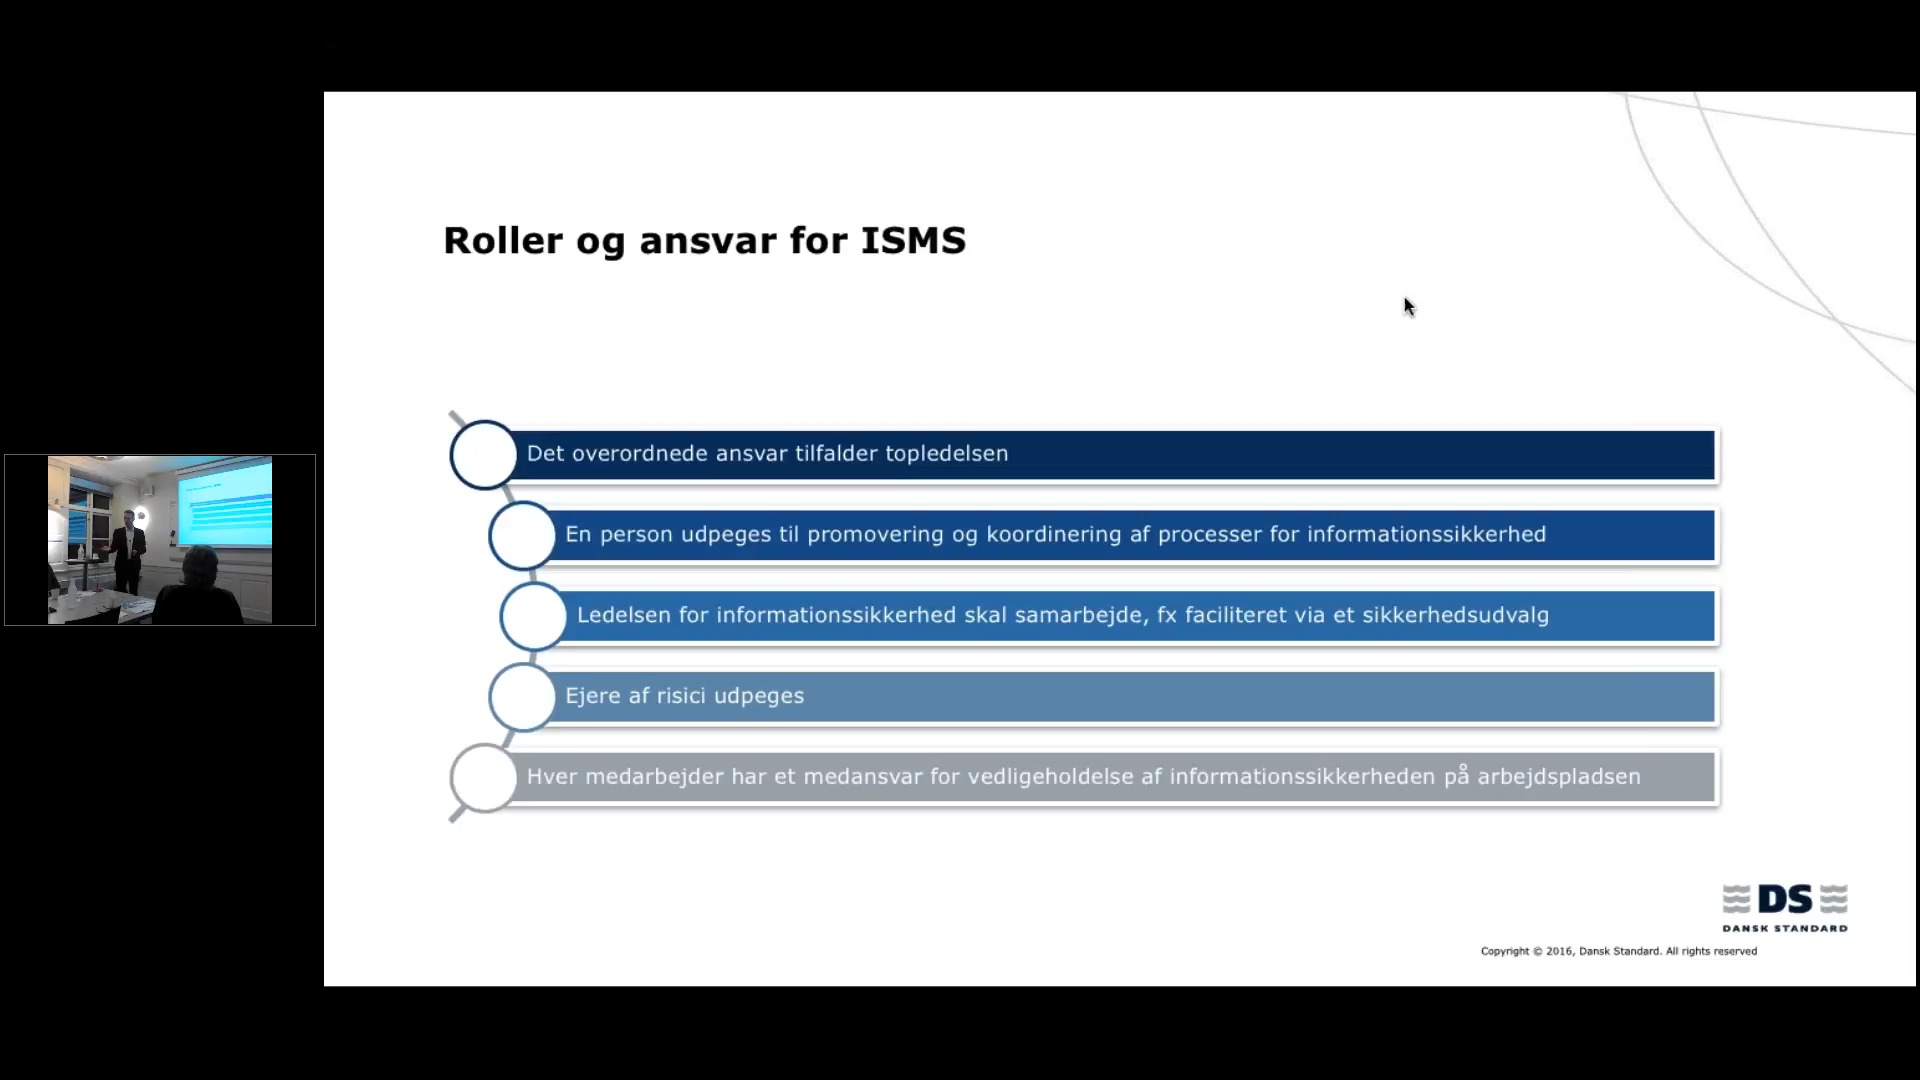 Roller og ansvar for ISMS
Det overordnede ansvar tilfalder topledelsen
En person udpeges til promovering og koordinering af processer for informationssikkerhed
Ledelsen for informationssikkerhed skal samarbejde, fx faciliteret via et sikkerhedsudvalg
Ejere af risici udpeges
Hver medarbejder har et medansvar for vedligeholdelse af informationssikkerheden på arbejdspladsen
DS
DANSK STANDARD
Copyright © 2016, Dansk Standard. All rights reserved